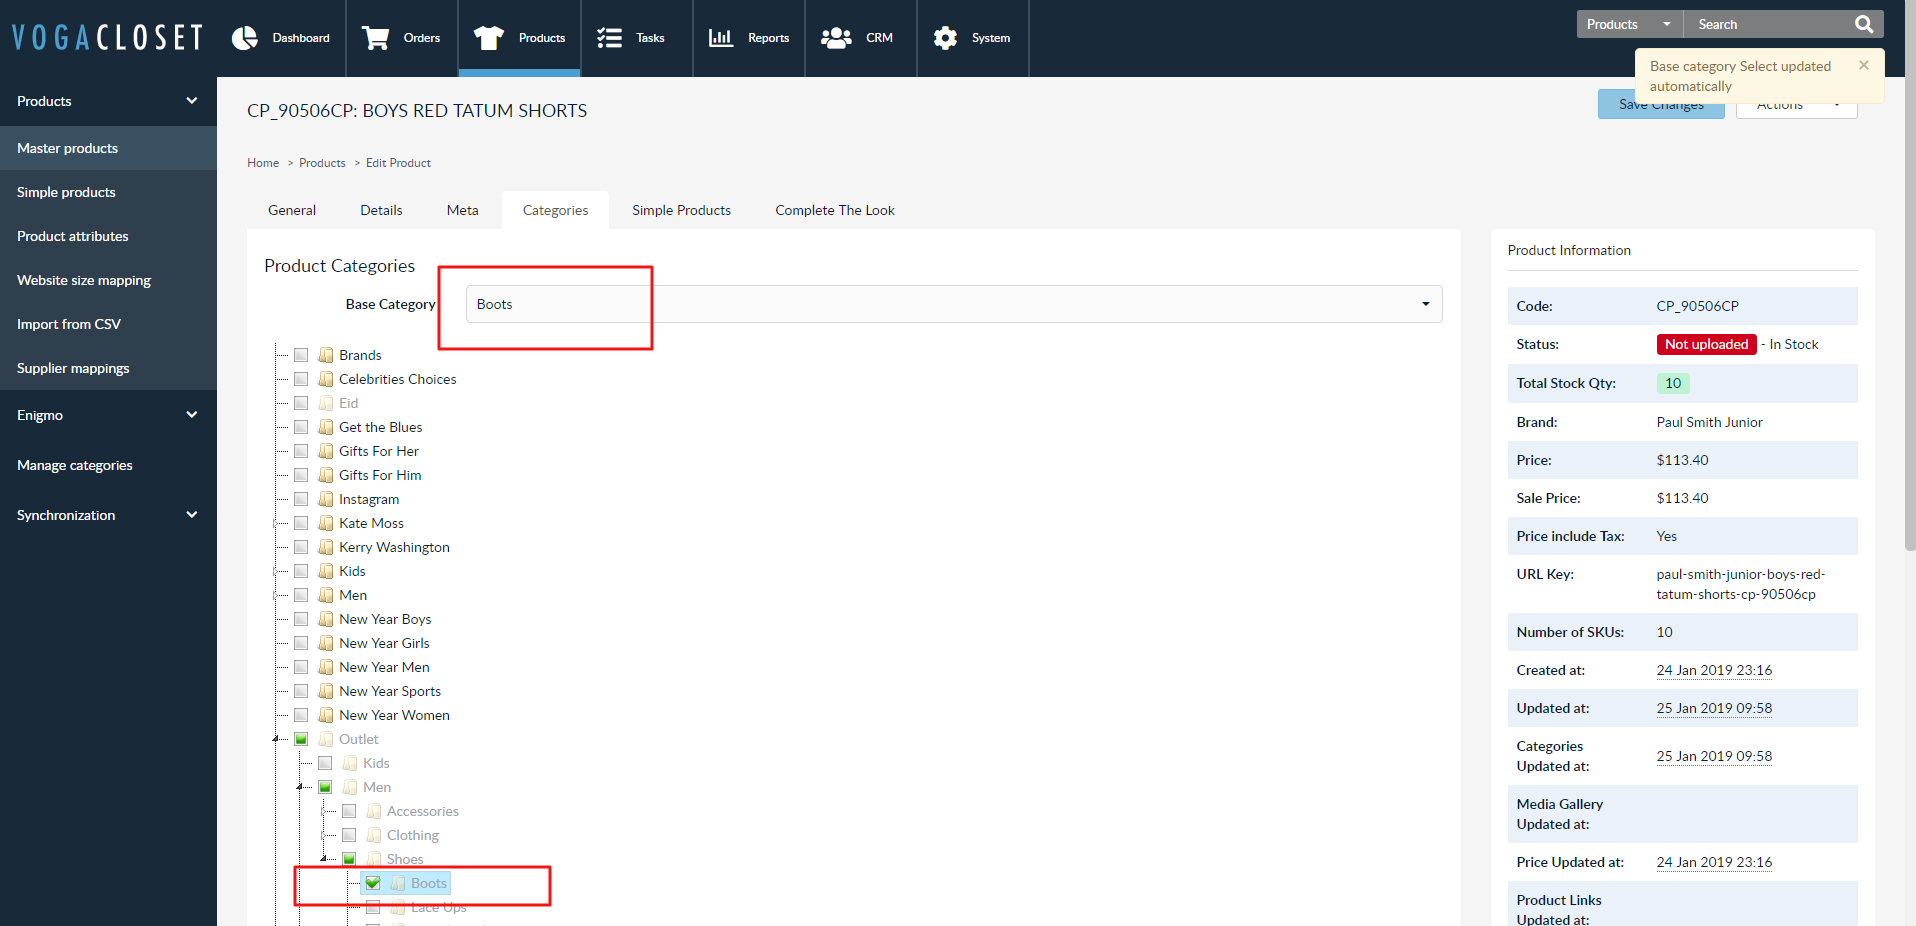 VOGACLOSET
Dashboard
Orders
Products
Tasks
Reports
CRM
System
Products
Search
Base category Select updated
automatically
Products
Master products
Simple products
Product attributes
Website size mapping
Import from CSV
Supplier mappings
Enigmo
Manage categories
Synchronization
CP_90506CP: BOYS RED TATUM SHORTS
Save Changes
Actions
Home > Products > Edit Product
General
Details
Meta
Categories
Simple Products
Complete The Look
Product Categories
Base Category
Boots
Brands
Celebrities Choices
Eid
Get the Blues
Gifts For Her
Gifts For Him
Instagram
Kate Moss
Kerry Washington
Kids
Men
New Year Boys
New Year Girls
New Year Men
New Year Sports
New Year Women
Outlet
Kids
Men
Accessories
Clothing
Shoes
Boots
Lace Ups
Product Information
Code: CP_90506CP
Status: Not uploaded - In Stock
Total Stock Qty: 10
Brand: Paul Smith Junior
Price: $113.40
Sale Price: $113.40
Price include Tax: Yes
URL Key: paul-smith-junior-boys-red-
tatum-shorts-cp-90506cp
Number of SKUs: 10
Created at: 24 Jan 2019 23:16
Updated at: 25 Jan 2019 09:58
Categories
Updated at: 25 Jan 2019 09:58
Media Gallery
Updated at:
Price Updated at: 24 Jan 2019 23:16
Product Links
Updated at: